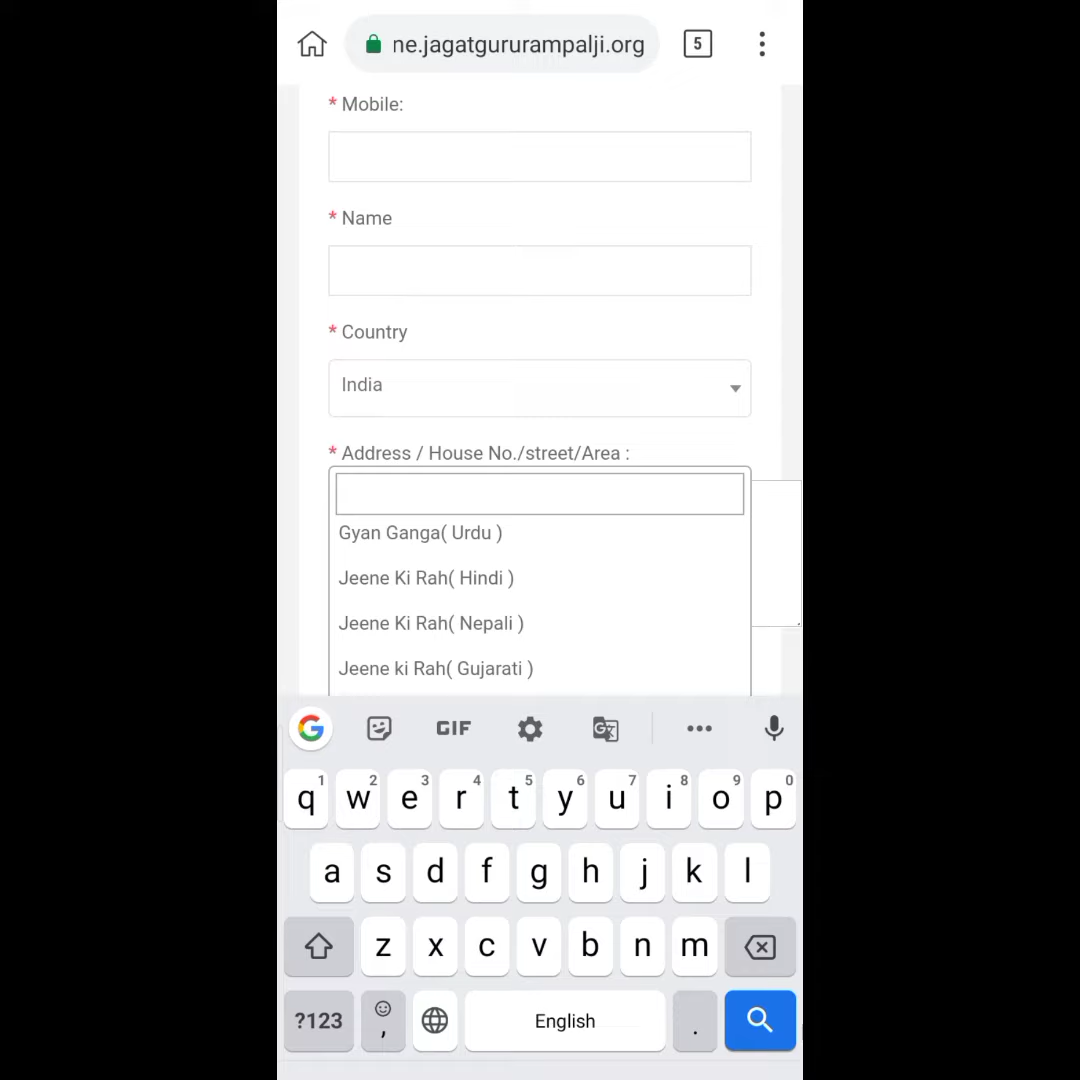 ne.jagatgururampalji.org
5
* Mobile:
* Name
* Country
India
* Address / House No./street/Area :
Gyan Ganga( Urdu )
Jeene Ki Rah( Hindi )
Jeene Ki Rah( Nepali )
Jeene ki Rah( Gujarati )
G GIF G
1 2 3 4 5 6 7 8 9 0
q w e r t y u i o p
a s d f g h j k l
z x c v b n m
?123 , English .